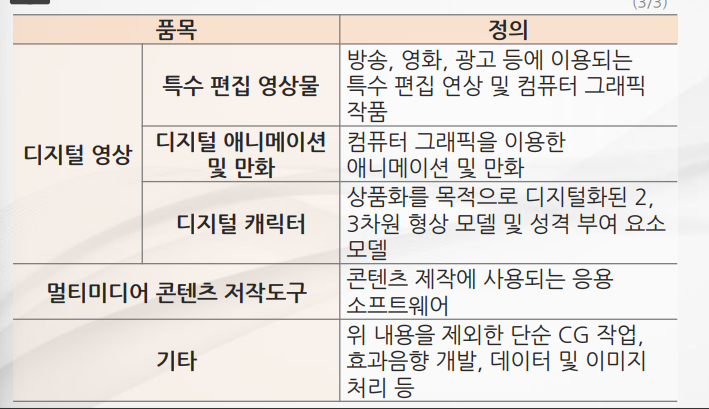 (3/3)
품목
정의
디지털 영상
특수 편집 영상물
방송, 영화, 광고 등에 이용되는
특수 편집 연상 및 컴퓨터 그래픽
작품
디지털 애니메이션
및 만화
컴퓨터 그래픽을 이용한
애니메이션 및 만화
디지털 캐릭터
상품화를 목적으로 디지털화된 2,
3차원 형상 모델 및 성격 부여 요소
모델
멀티미디어 콘텐츠 저작도구
콘텐츠 제작에 사용되는 응용
소프트웨어
기타
위 내용을 제외한 단순 CG 작업,
효과음향 개발, 데이터 및 이미지
처리 등